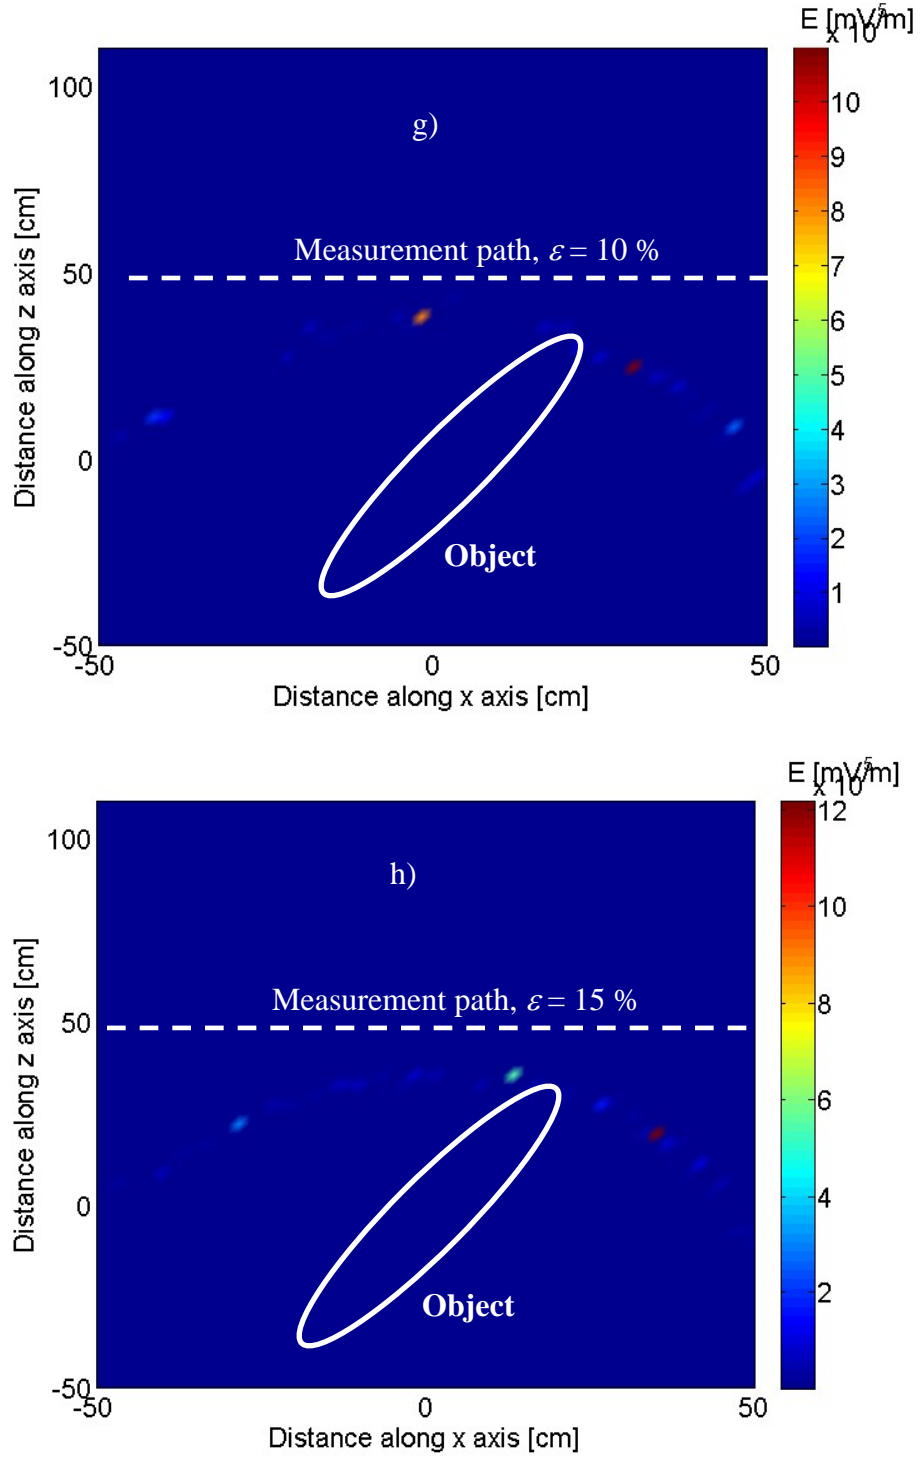 E [mV/m]
x 10^5
g)
Measurement path, ε = 10 %
Object
100
50
0
-50
-50
0
50
Distance along z axis [cm]
Distance along x axis [cm]
10
9
8
7
6
5
4
3
2
1
E [mV/m]
x 10^5
h)
Measurement path, ε = 15 %
Object
100
50
0
-50
-50
0
50
Distance along z axis [cm]
Distance along x axis [cm]
12
10
8
6
4
2